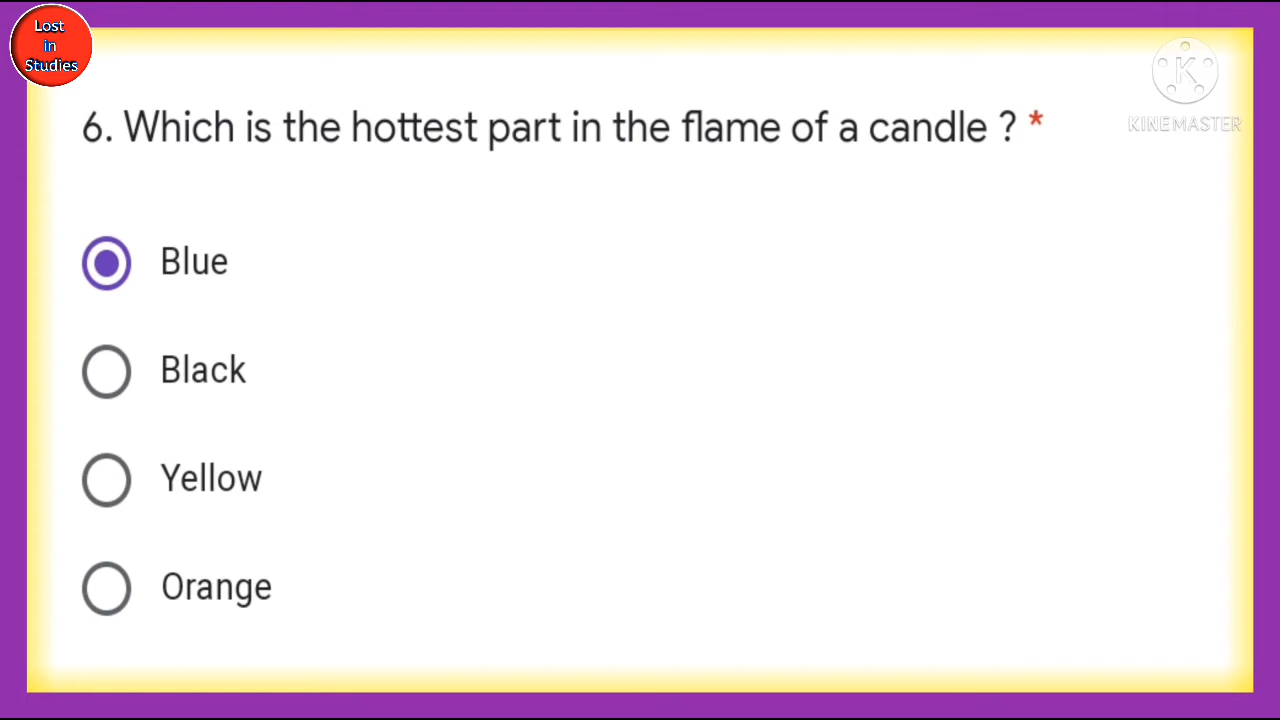 Lost
in
Studies
KINEMASTER
6. Which is the hottest part in the flame of a candle ? *
Blue
Black
Yellow
Orange